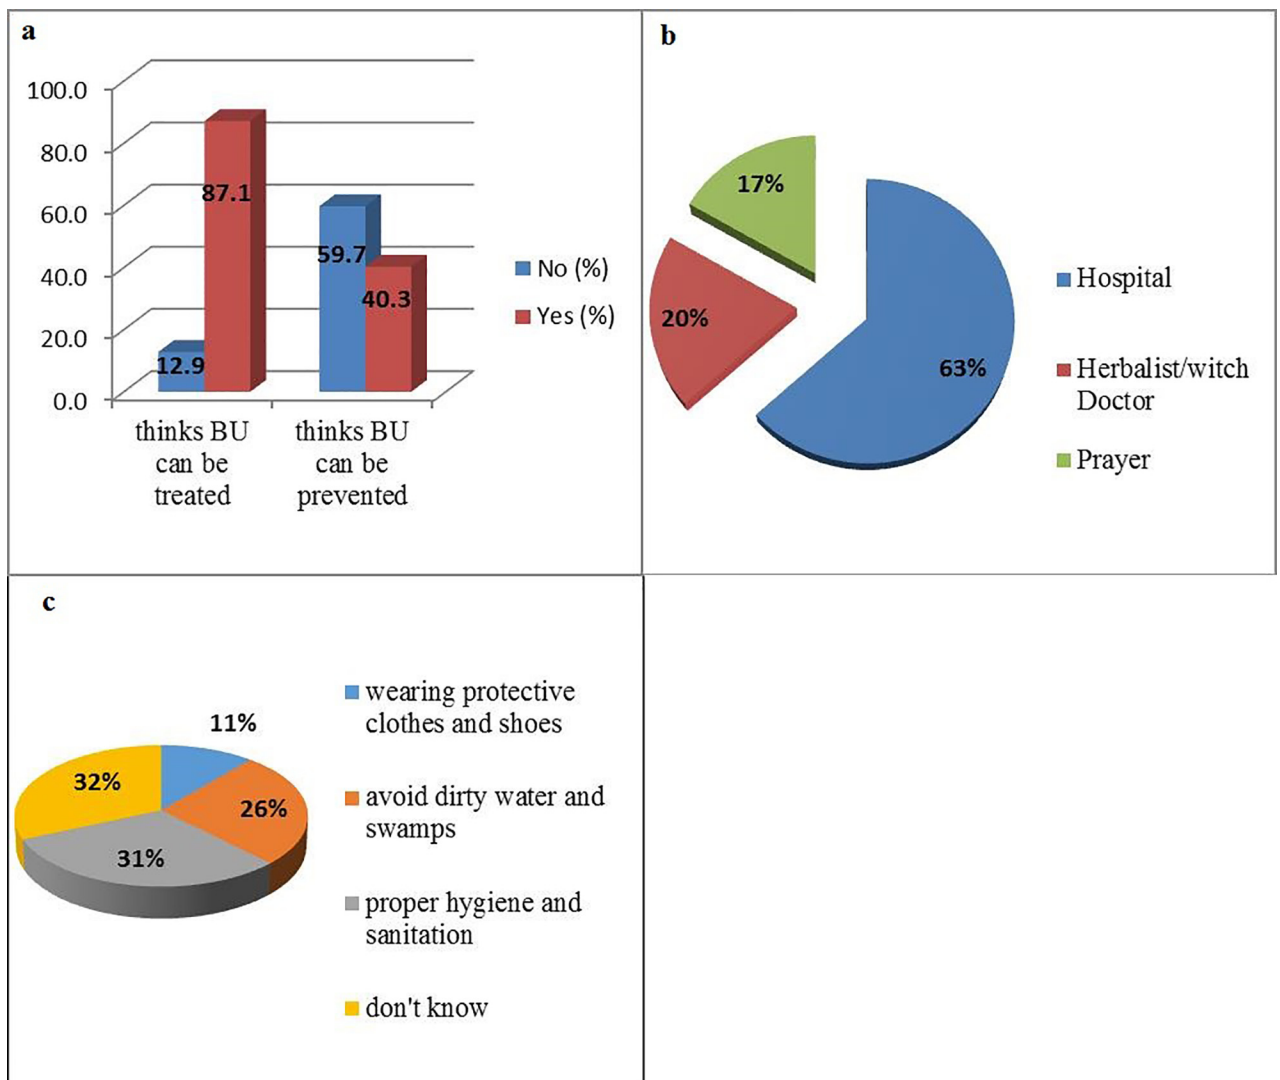 a
100.0
80.0
60.0
40.0
20.0
0.0
12.9
87.1
59.7
40.3
thinks BU
can be
treated
thinks BU
can be
prevented
No (%)
Yes (%)
b
17%
20%
63%
Hospital
Herbalist/witch
Doctor
Prayer
c
11%
26%
31%
32%
wearing protective
clothes and shoes
avoid dirty water and
swamps
proper hygiene and
sanitation
don't know